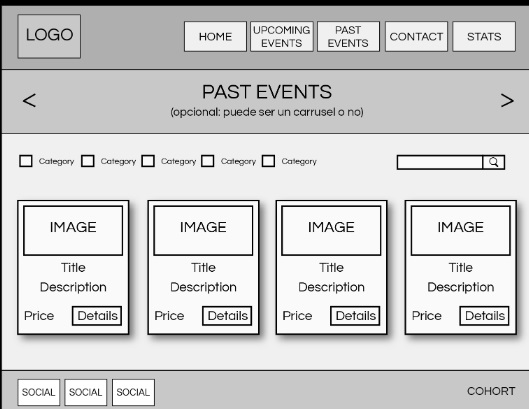 LOGO
HOME
UPCOMING
EVENTS
PAST
EVENTS
CONTACT
STATS
<
PAST EVENTS
>
(opcional: puede ser un carrusel o no)
Category
Category
Category
Category
Category
IMAGE
Title
Description
Price
Details
IMAGE
Title
Description
Price
Details
IMAGE
Title
Description
Price
Details
IMAGE
Title
Description
Price
Details
SOCIAL
SOCIAL
SOCIAL
COHORT